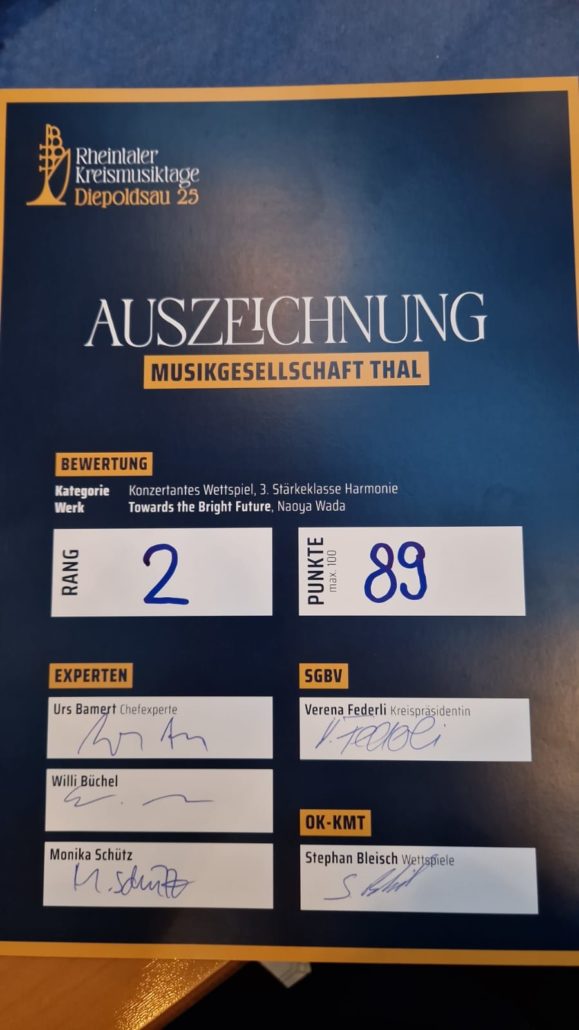 Rheintaler
Kreismusiktage
Diepoldsau 25
AUSZEICHNUNG
MUSIKGESELLSCHAFT THAL
BEWERTUNG
Kategorie Konzertantes Wettspiel, 3. Stärkeklasse Harmonie
Werk Towards the Bright Future, Naoya Wada
RANG 2
PUNKTE max. 100 89
EXPERTEN
Urs Bamert Chefexperte
Willi Büchel
Monika Schütz
M. Schütz
SGBV
Verena Federli Kreispräsidentin
V. Federli
OK-KMT
Stephan Bleisch Wettspiele